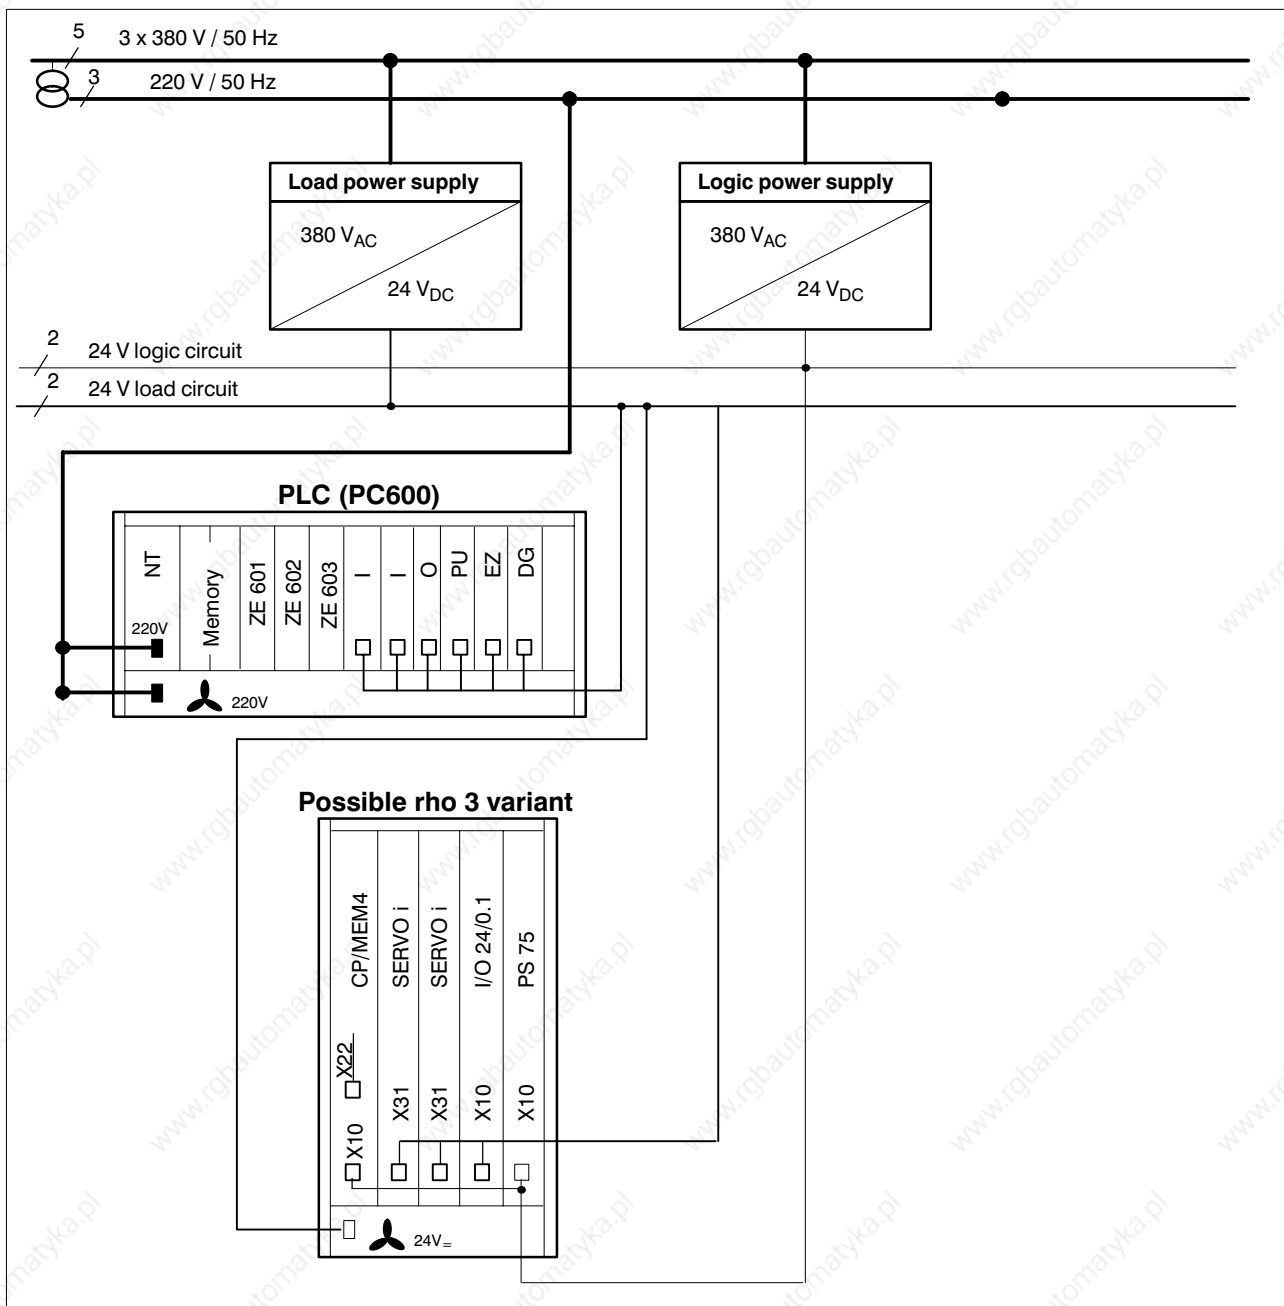 5
3 x 380 V / 50 Hz
3
220 V / 50 Hz
Load power supply
380 VAC
24 VDC
Logic power supply
380 VAC
24 VDC
2
24 V logic circuit
2
24 V load circuit
PLC (PC600)
NT
Memory
ZE 601
ZE 602
ZE 603
I
I
O
PU
EZ
DG
220V
220V
Possible rho 3 variant
CP/MEM4
SERVO i
SERVO i
I/O 24/0.1
PS 75
X22
X31
X31
X10
X10
X10
24V=
www.rgbautomatyka.pl